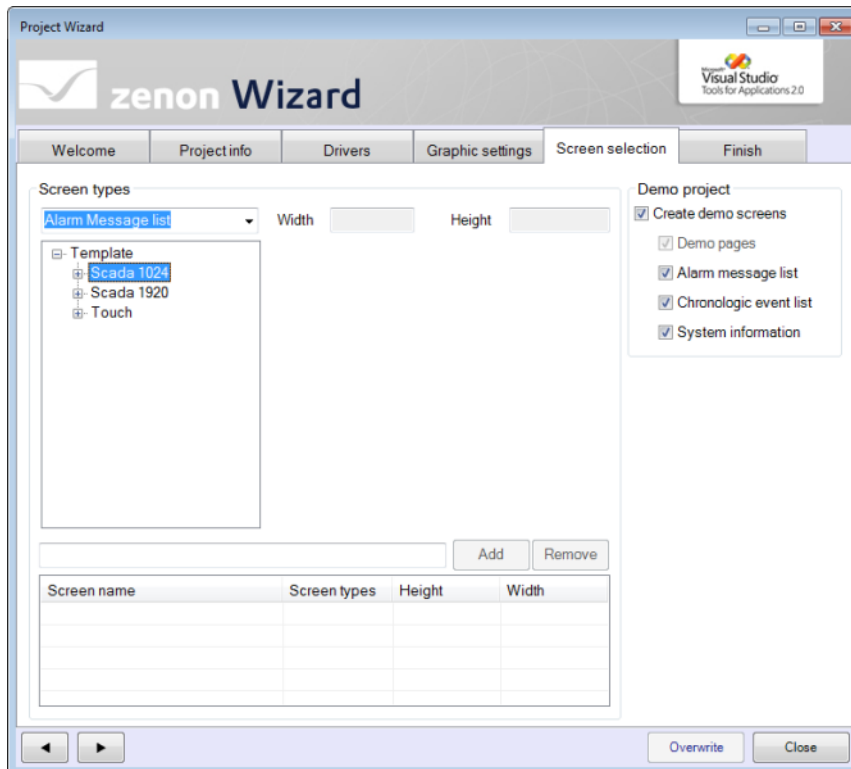 Project Wizard
zenon Wizard
Microsoft
Visual Studio
Tools for Applications 2.0
Welcome
Project info
Drivers
Graphic settings
Screen selection
Finish
Screen types
Alarm Message list
Width
Height
Template
Scada 1024
Scada 1920
Touch
Add
Remove
Screen name
Screen types
Height
Width
Demo project
Create demo screens
Demo pages
Alarm message list
Chronologic event list
System information
Overwrite
Close